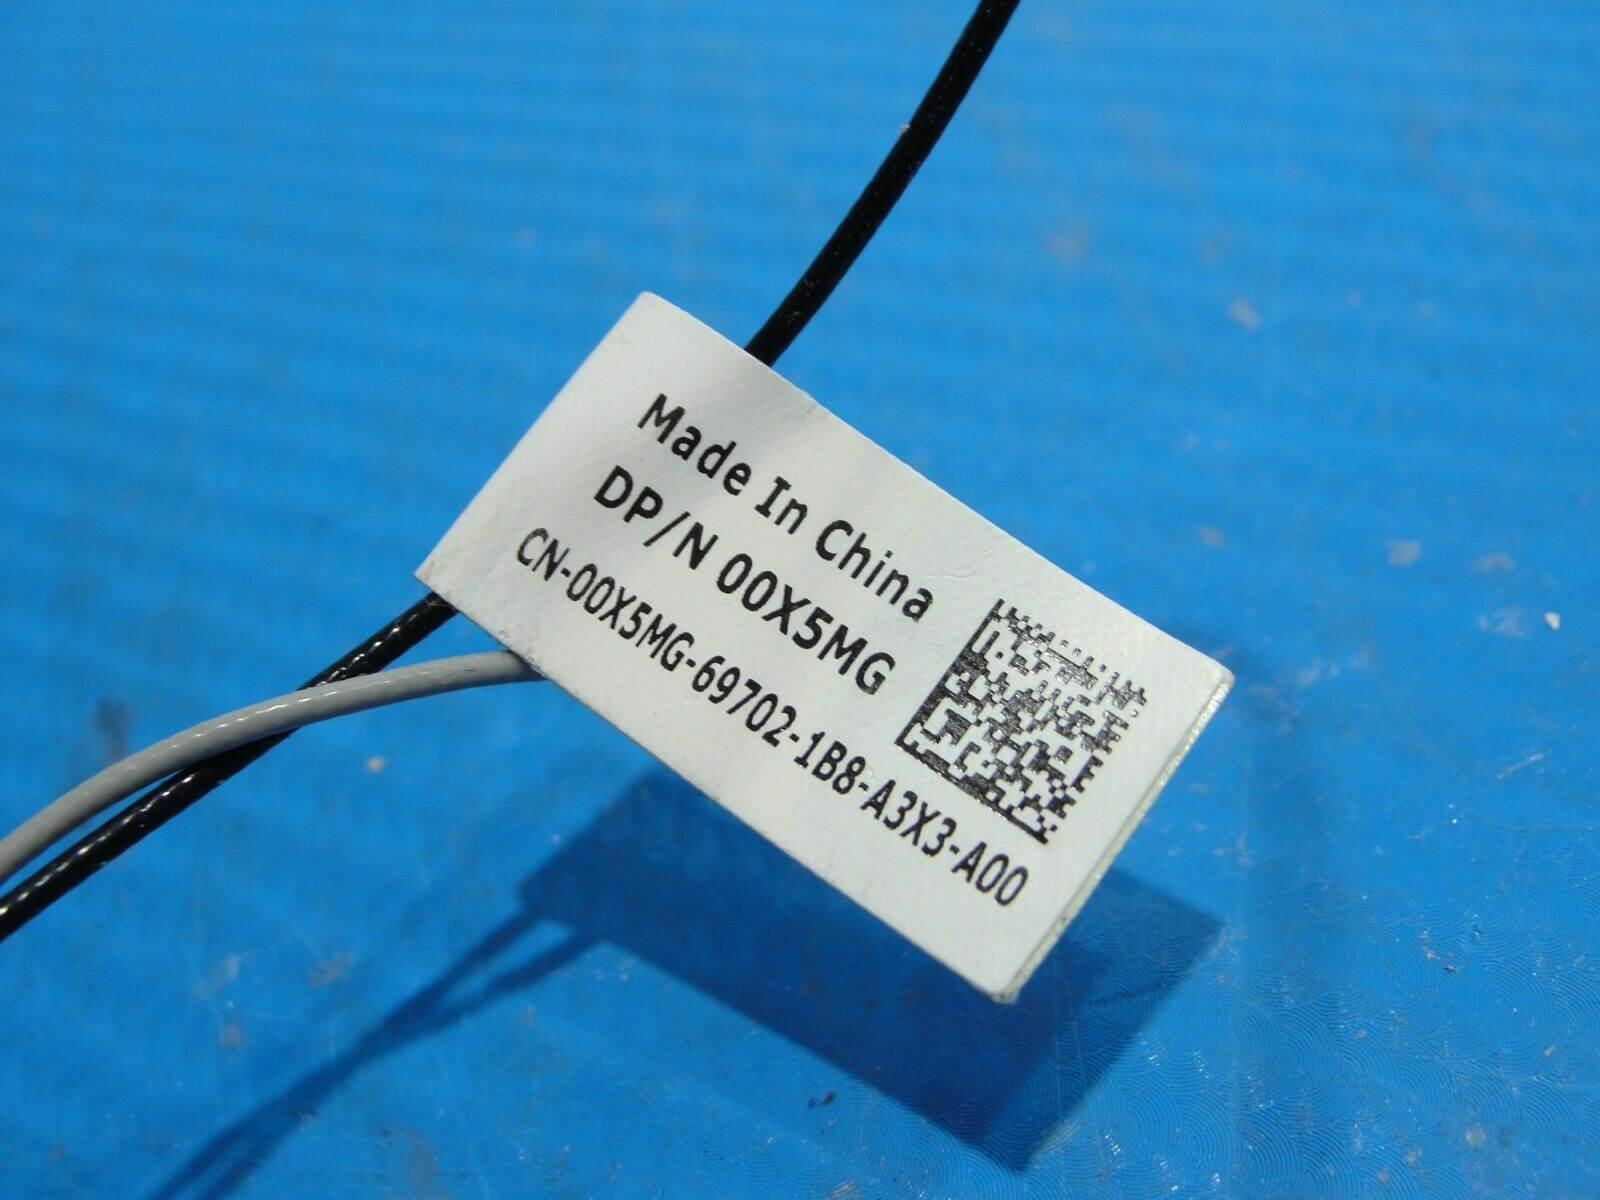 Made In China
DP/N 00X5MG
CN-00X5MG-69702-1B8-A3X3-A00